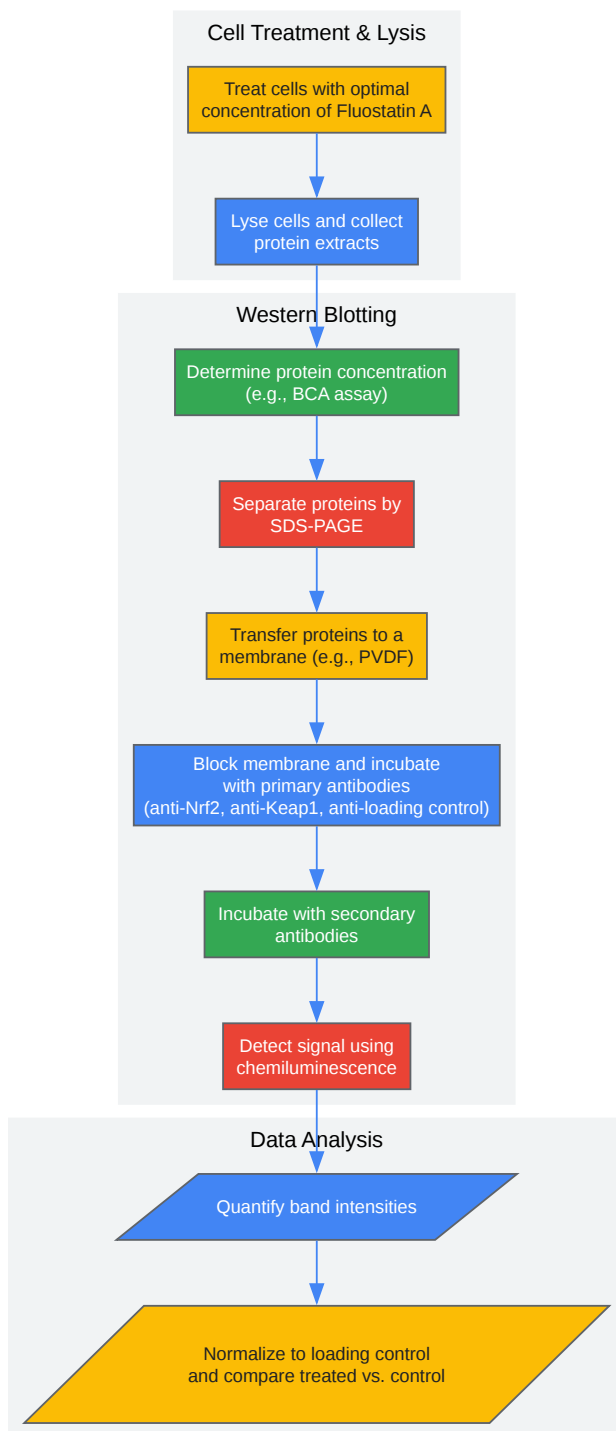 Cell Treatment & Lysis
Treat cells with optimal
concentration of Fluostatin A
Lyse cells and collect
protein extracts
Western Blotting
Determine protein concentration
(e.g., BCA assay)
Separate proteins by
SDS-PAGE
Transfer proteins to a
membrane (e.g., PVDF)
Block membrane and incubate
with primary antibodies
(anti-Nrf2, anti-Keap1, anti-loading control)
Incubate with secondary
antibodies
Detect signal using
chemiluminescence
Data Analysis
Quantify band intensities
Normalize to loading control
and compare treated vs. control